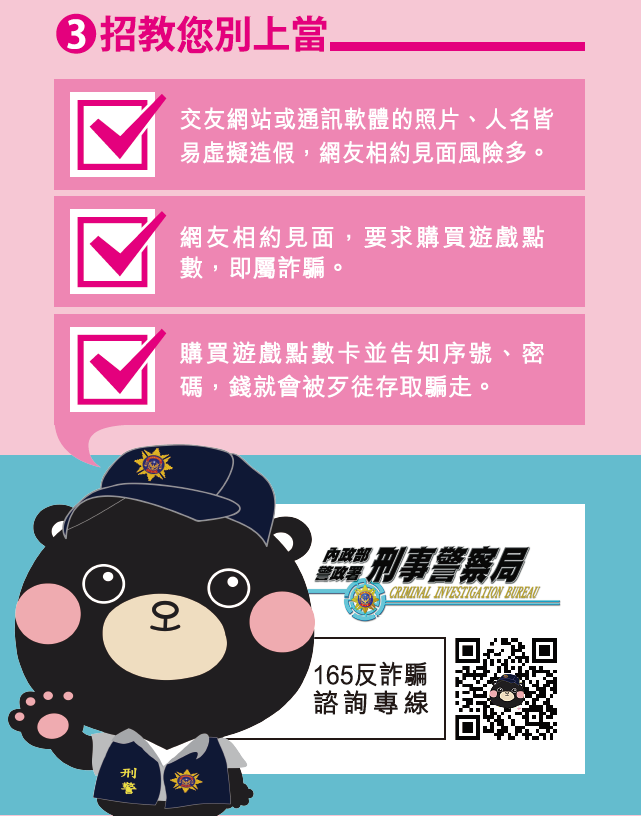 3招教您別上當
交友網站或通訊軟體的照片、人名皆
易虛擬造假，網友相約見面風險多。
網友相約見面，要求購買遊戲點
數，即屬詐騙。
購買遊戲點數卡並告知序號、密
碼，錢就會被歹徒存取騙走。
內政部
警政署 刑事警察局
CRIMINAL INVESTIGATION BUREAU
165反詐騙
諮詢專線
刑
警